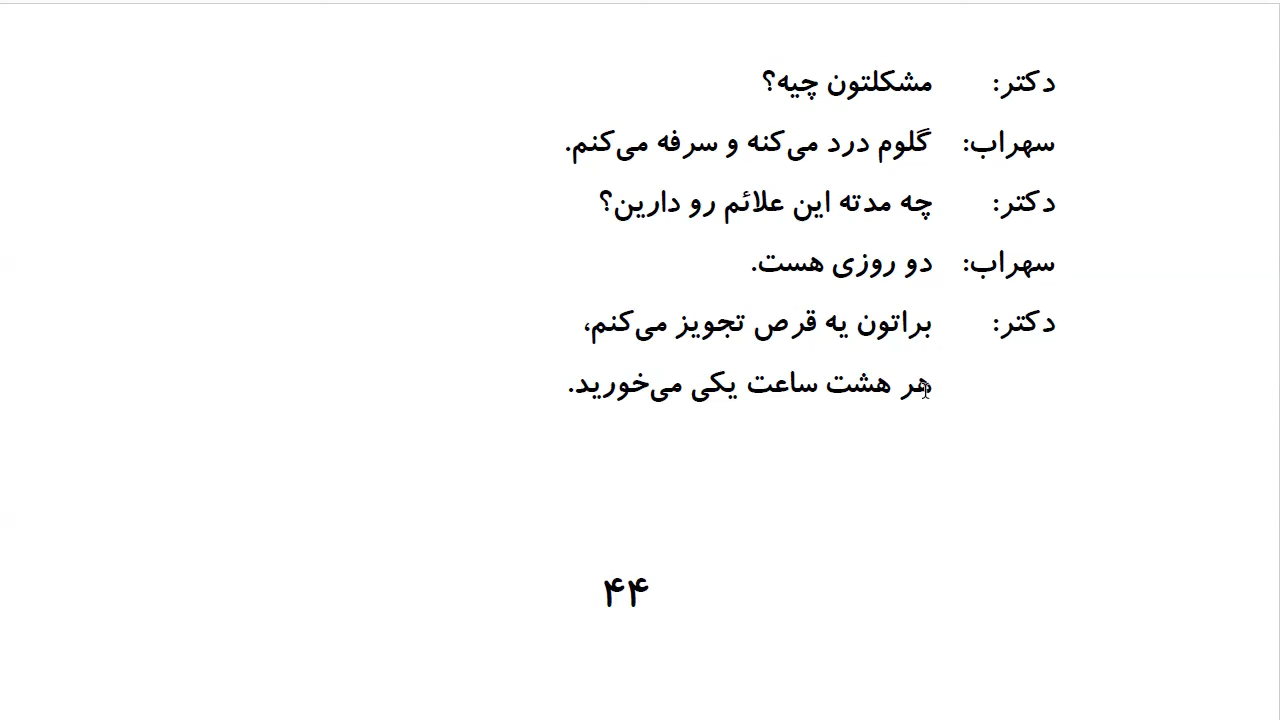 دکتر: مشکلتون چیه؟
سهراب: گلوم درد می‌کنه و سرفه می‌کنم.
دکتر: چه مدته این علائم رو دارین؟
سهراب: دو روزی هست.
دکتر: براتون یه قرص تجویز می‌کنم،
هر هشت ساعت یکی می‌خورید.
۴۴